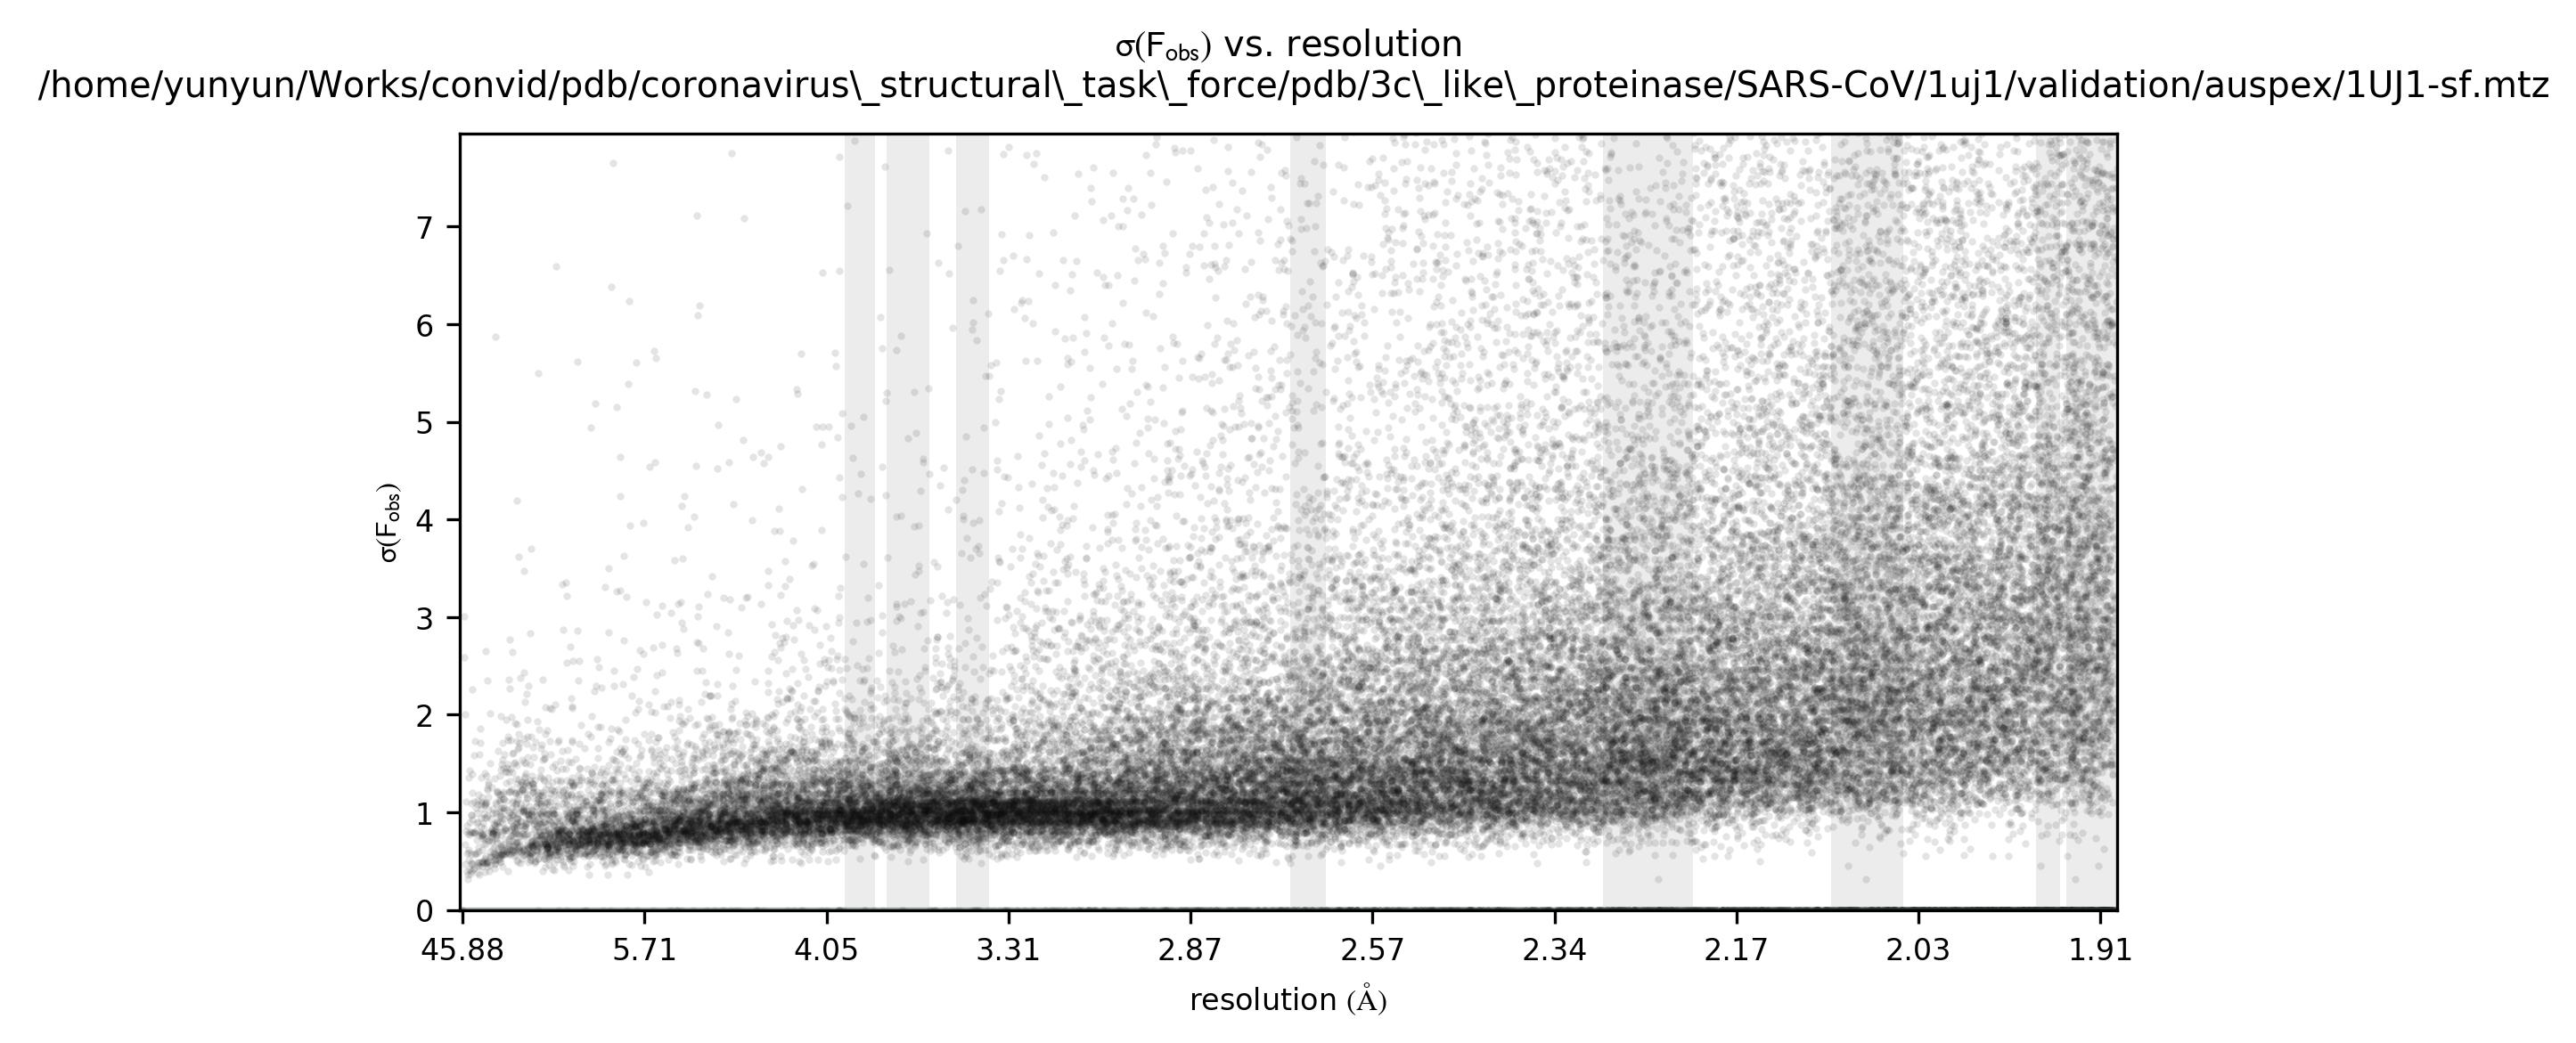 σ(Fobs) vs. resolution
/home/yunyun/Works/convid/pdb/coronavirus\_structural\_task\_force/pdb/3c\_like\_proteinase/SARS-CoV/1uj1/validation/auspex/1UJ1-sf.mtz
σ(Fobs)
7
6
5
4
3
2
1
0
45.88 5.71 4.05 3.31 2.87 2.57 2.34 2.17 2.03 1.91
resolution (Å)